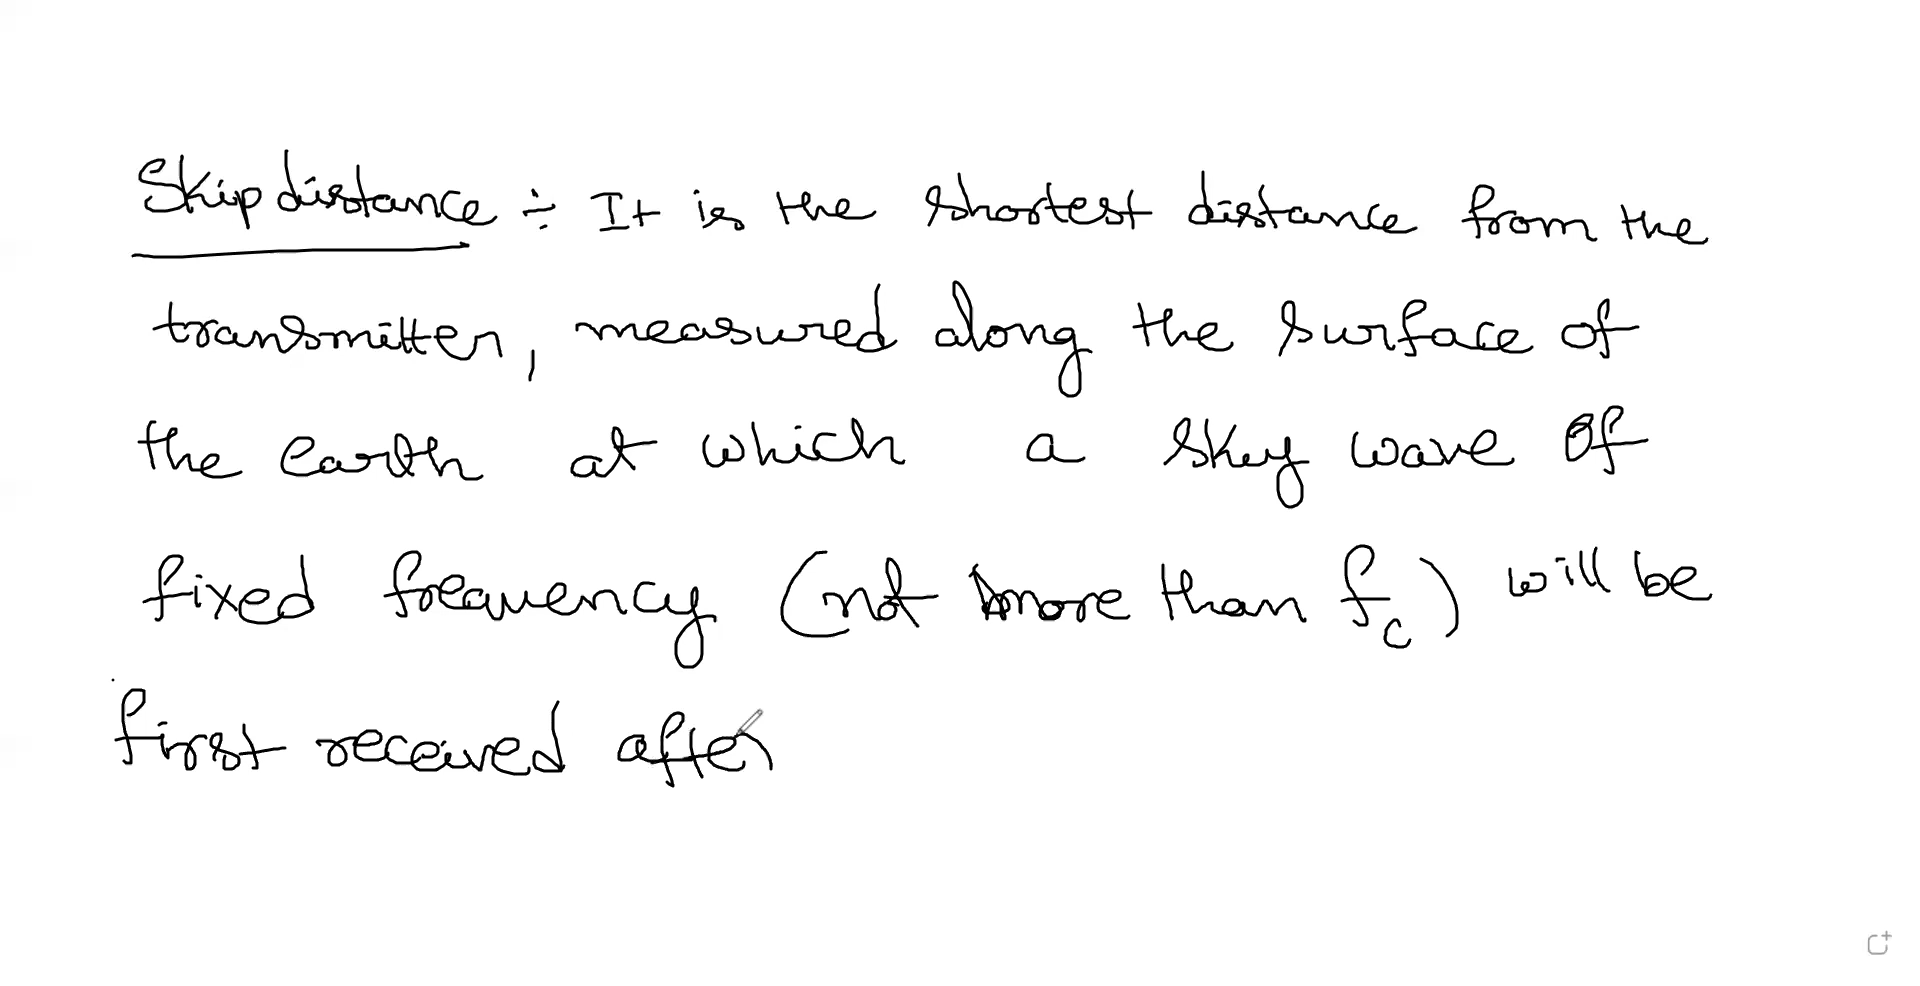 Skip distance ÷ It is the shortest distance from the
transmitter, measured along the surface of
the earth at which a sky wave of
fixed frequency (not more than fc) will be
first received after